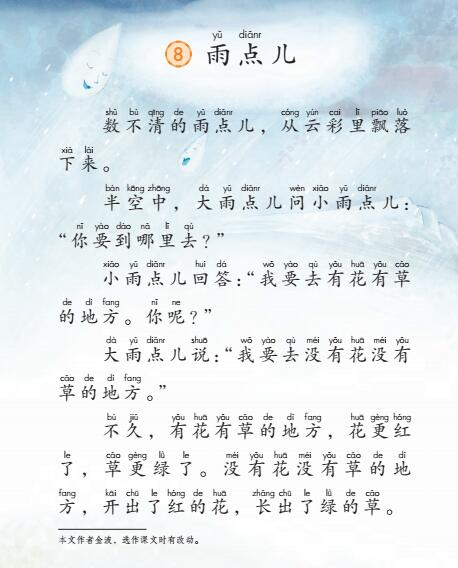 yǔ diǎnr
8 雨点儿
shǔ bù qīng de yǔ diǎnr cóng yún cai lǐ piāo luò
数不清的雨点儿，从云彩里飘落
xià lái
下来。
bàn kōng zhōng dà yǔ diǎnr wèn xiǎo yǔ diǎnr
半空中，大雨点儿问小雨点儿：
nǐ yào dào nǎ lǐ qù
“你要到哪里去？”
xiǎo yǔ diǎnr huí dá wǒ yào qù yǒu huā yǒu cǎo
小雨点儿回答：“我要去有花有草
de dì fang nǐ ne
的地方。你呢？”
dà yǔ diǎnr shuō wǒ yào qù méi yǒu huā méi yǒu
大雨点儿说：“我要去没有花没有
cǎo de dì fang
草的地方。”
bù jiǔ yǒu huā yǒu cǎo de dì fang huā gèng hóng
不久，有花有草的地方，花更红
le cǎo gèng lǜ le méi yǒu huā méi yǒu cǎo de dì
了，草更绿了。没有花没有草的地
fang kāi chū le hóng de huā zhǎng chū le lǜ de cǎo
方，开出了红的花，长出了绿的草。
本文作者金波，选作课文时有改动。